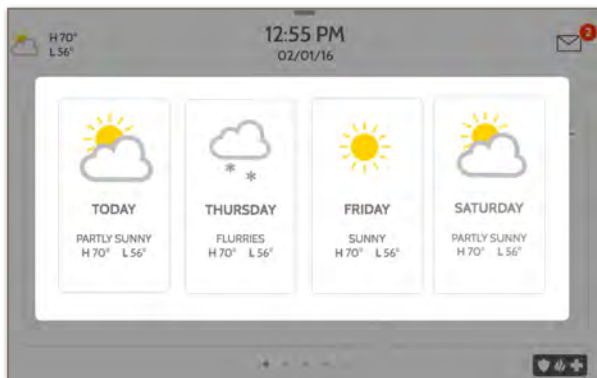 H 70°
L 56°
12:55 PM
02/01/16
2
TODAY
PARTLY SUNNY
H 70° L 56°
THURSDAY
FLURRIES
H 70° L 56°
FRIDAY
SUNNY
H 70° L 56°
SATURDAY
PARTLY SUNNY
H 70° L 56°